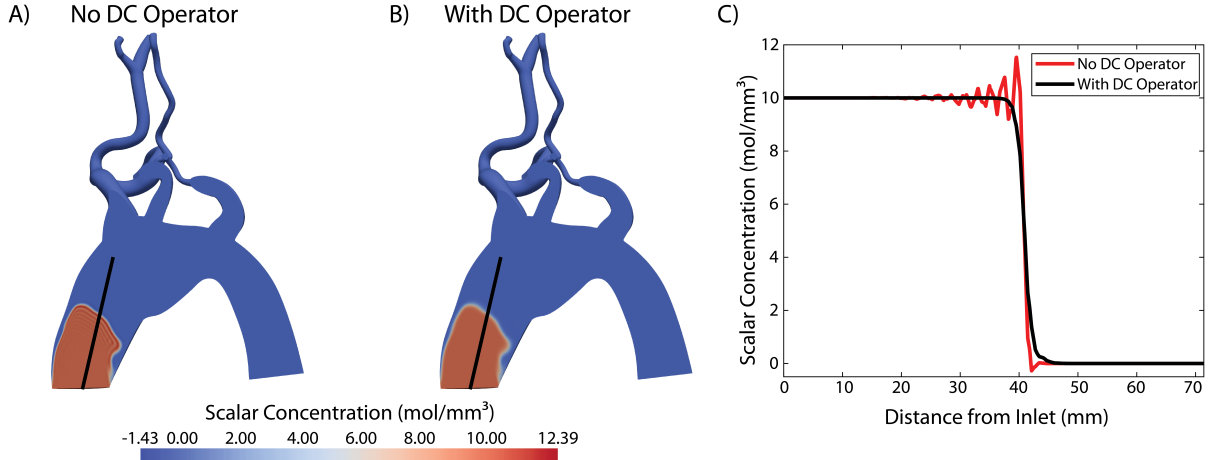 A) No DC Operator
B) With DC Operator
C)
Scalar Concentration (mol/mm³)
-1.43 0.00 2.00 4.00 6.00 8.00 10.00 12.39
Scalar Concentration (mol/mm³)
12
10
8
6
4
2
0
No DC Operator
With DC Operator
0 10 20 30 40 50 60 70
Distance from Inlet (mm)